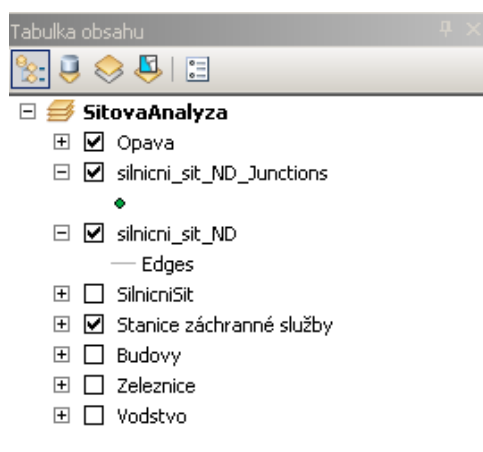 Tabulka obsahu
SitovaAnalyza
Opava
silnicni_sit_ND_Junctions
silnicni_sit_ND
Edges
SilnicniSit
Stanice záchranné služby
Budovy
Zeleznice
Vodstvo